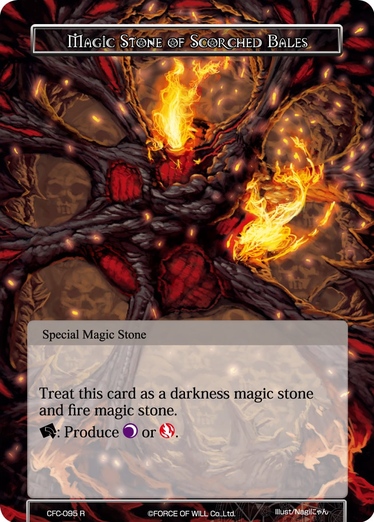 Magic Stone of Scorched Bales
Special Magic Stone
Treat this card as a darkness magic stone
and fire magic stone.
: Produce or .
CFC-095 R ©FORCE OF WILL Co.,Ltd. Illust/Nagiにゃん